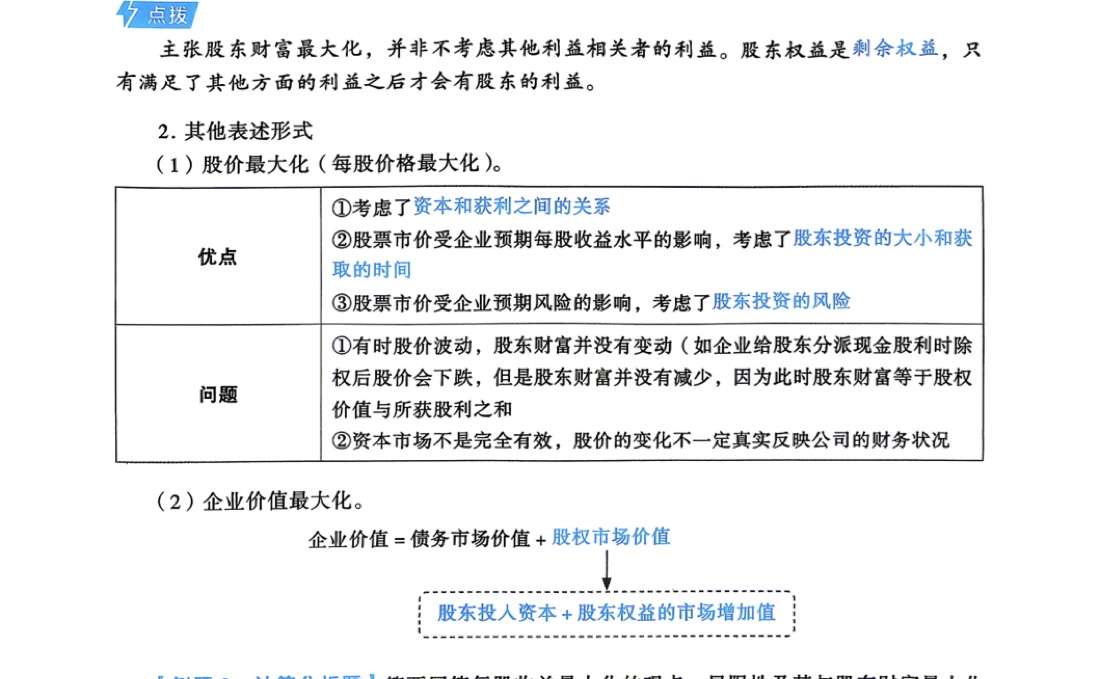 点拨
主张股东财富最大化，并非不考虑其他利益相关者的利益。股东权益是剩余权益，只
有满足了其他方面的利益之后才会有股东的利益。
2. 其他表述形式
（1）股价最大化（每股价格最大化）。
优点
①考虑了资本和获利之间的关系
②股票市价受企业预期每股收益水平的影响，考虑了股东投资的大小和获
取的时间
③股票市价受企业预期风险的影响，考虑了股东投资的风险
问题
①有时股价波动，股东财富并没有变动（如企业给股东分派现金股利时除
权后股价会下跌，但是股东财富并没有减少，因为此时股东财富等于股权
价值与所获股利之和
②资本市场不是完全有效，股价的变化不一定真实反映公司的财务状况
（2）企业价值最大化。
企业价值 = 债务市场价值 + 股权市场价值
股东投入资本 + 股东权益的市场增加值